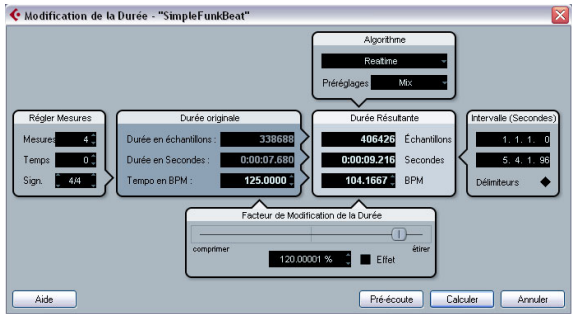 Modification de la Durée - "SimpleFunkBeat"
Algorithme
Realtime
Préréglages Mix
Régler Mesures
Mesures 4
Temps 0
Sign. 4/4
Durée originale
Durée en échantillons : 338688
Durée en Secondes : 0:00:07.680
Tempo en BPM : 125.0000
Durée Résultante
406426 Échantillons
0:00:09.216 Secondes
104.1667 BPM
Intervalle (Secondes)
1. 1. 1. 0
5. 4. 1. 96
Délimiteurs
Facteur de Modification de la Durée
comprimer étirer
120.00001 % Effet
Aide Pré-écoute Calculer Annuler